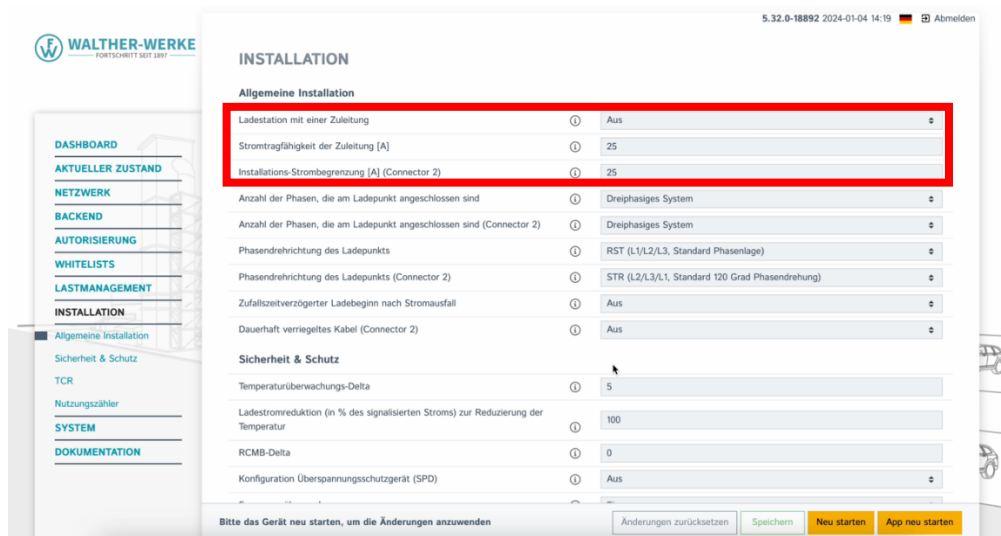 5.32.0-18892 2024-01-04 14:19 Abmelden
WALTHER-WERKE
FORTSCHRITT SEIT 1897
INSTALLATION
Allgemeine Installation
Ladestation mit einer Zuleitung Aus
Stromtragfähigkeit der Zuleitung [A] 25
Installations-Strombegrenzung [A] (Connector 2) 25
Anzahl der Phasen, die am Ladepunkt angeschlossen sind Dreiphasiges System
Anzahl der Phasen, die am Ladepunkt angeschlossen sind (Connector 2) Dreiphasiges System
Phasendrehrichtung des Ladepunkts RST (L1/L2/L3, Standard Phasenlage)
Phasendrehrichtung des Ladepunkts (Connector 2) STR (L2/L3/L1, Standard 120 Grad Phasendrehung)
Zufallszeitverzögerter Ladebeginn nach Stromausfall Aus
Dauerhaft verriegeltes Kabel (Connector 2) Aus
Sicherheit & Schutz
Temperaturüberwachungs-Delta 5
Ladestromreduktion (in % des signalisierten Stroms) zur Reduzierung der
Temperatur 100
RCMB-Delta 0
Konfiguration Überspannungsschutzgerät (SPD) Aus
DASHBOARD
AKTUELLER ZUSTAND
NETZWERK
BACKEND
AUTORISIERUNG
WHITELISTS
LASTMANAGEMENT
INSTALLATION
Allgemeine Installation
Sicherheit & Schutz
TCR
Nutzungszähler
SYSTEM
DOKUMENTATION
Bitte das Gerät neu starten, um die Änderungen anzuwenden
Änderungen zurücksetzen Speichern Neu starten App neu starten